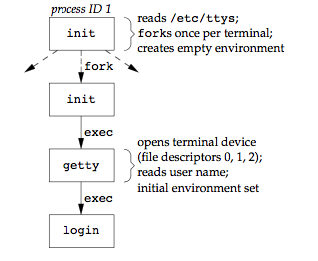 process ID 1
init
reads /etc/ttys;
forks once per terminal;
creates empty environment
fork
init
exec
getty
opens terminal device
(file descriptors 0, 1, 2);
reads user name;
initial environment set
exec
login